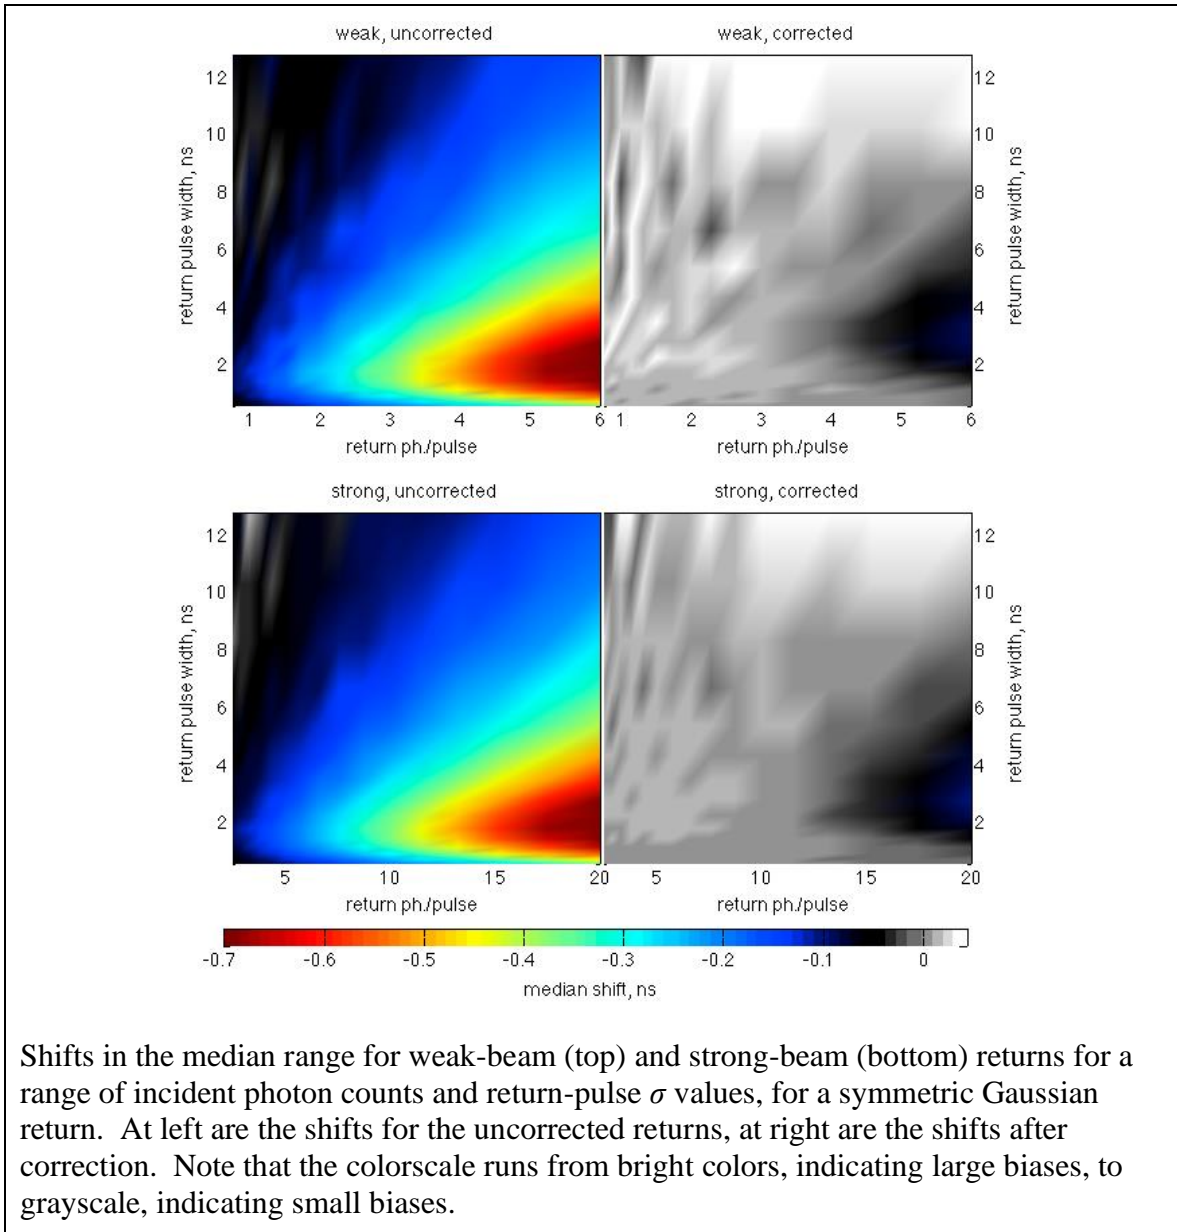 weak, uncorrected
weak, corrected
12
10
8
6
4
2
return pulse width, ns
1 2 3 4 5 6
return ph./pulse
12
10
8
6
4
2
return pulse width, ns
1 2 3 4 5 6
return ph./pulse
strong, uncorrected
strong, corrected
12
10
8
6
4
2
return pulse width, ns
5 10 15 20
return ph./pulse
12
10
8
6
4
2
return pulse width, ns
5 10 15 20
return ph./pulse
-0.7 -0.6 -0.5 -0.4 -0.3 -0.2 -0.1 0
median shift, ns
Shifts in the median range for weak-beam (top) and strong-beam (bottom) returns for a
range of incident photon counts and return-pulse σ values, for a symmetric Gaussian
return. At left are the shifts for the uncorrected returns, at right are the shifts after
correction. Note that the colorscale runs from bright colors, indicating large biases, to
grayscale, indicating small biases.